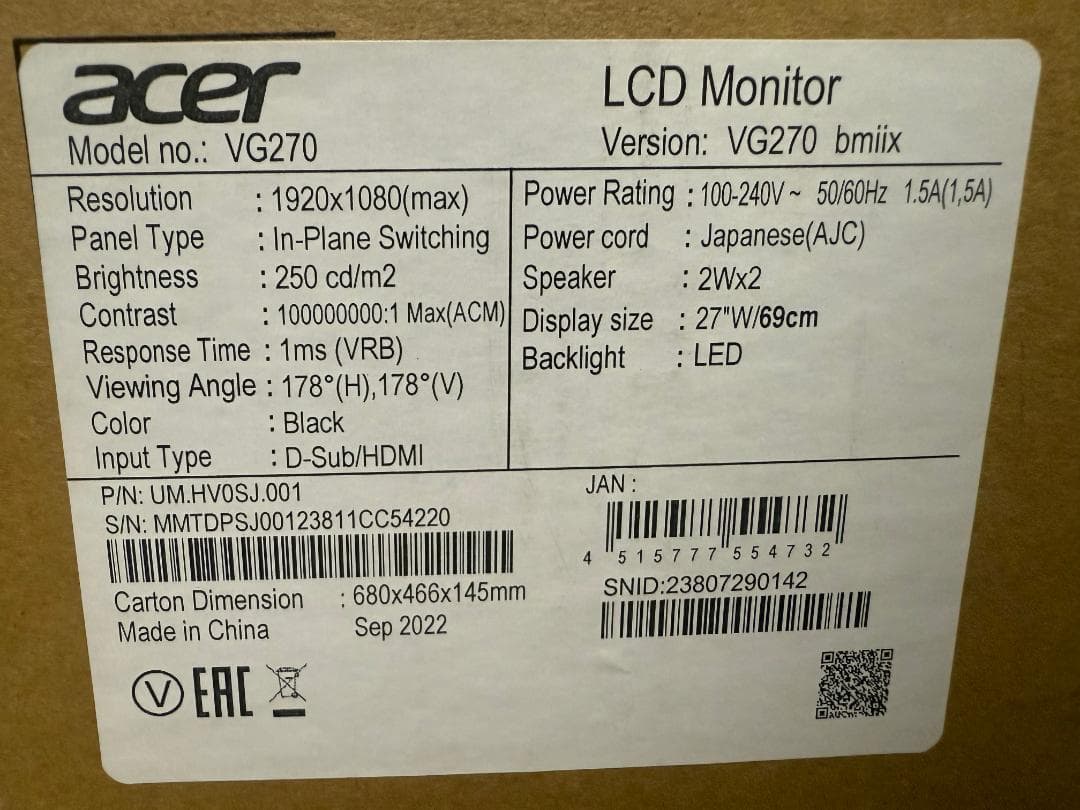 acer
LCD Monitor
Model no.: VG270
Version: VG270 bmiix
Resolution : 1920x1080(max)
Panel Type : In-Plane Switching
Brightness : 250 cd/m2
Contrast : 100000000:1 Max(ACM)
Response Time : 1ms (VRB)
Viewing Angle : 178°(H),178°(V)
Color : Black
Input Type : D-Sub/HDMI
Power Rating : 100-240V~ 50/60Hz 1.5A(1,5A)
Power cord : Japanese(AJC)
Speaker : 2Wx2
Display size : 27"W/69cm
Backlight : LED
P/N: UM.HV0SJ.001
S/N: MMTDPSJ00123811CC54220
Carton Dimension : 680x466x145mm
Made in China Sep 2022
JAN :
4 515777 554732
SNID:23807290142
V EAC